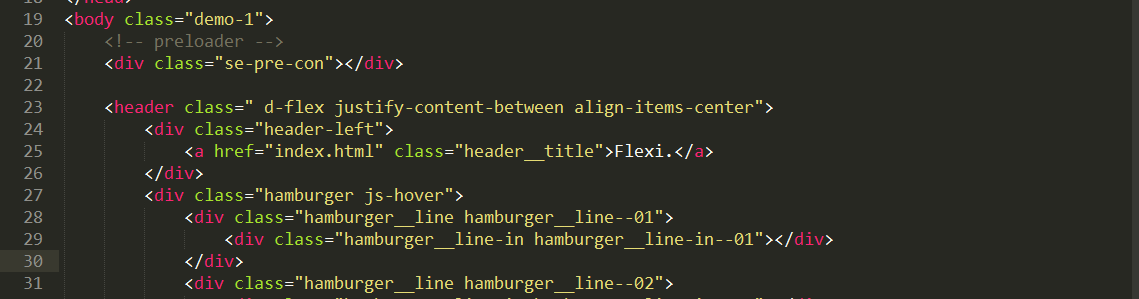 19 <body class="demo-1">
20     <!-- preloader -->
21     <div class="se-pre-con"></div>
22
23     <header class=" d-flex justify-content-between align-items-center">
24         <div class="header-left">
25             <a href="index.html" class="header__title">Flexi.</a>
26         </div>
27         <div class="hamburger js-hover">
28             <div class="hamburger__line hamburger__line--01">
29                 <div class="hamburger__line-in hamburger__line-in--01"></div>
30             </div>
31             <div class="hamburger__line hamburger__line--02">